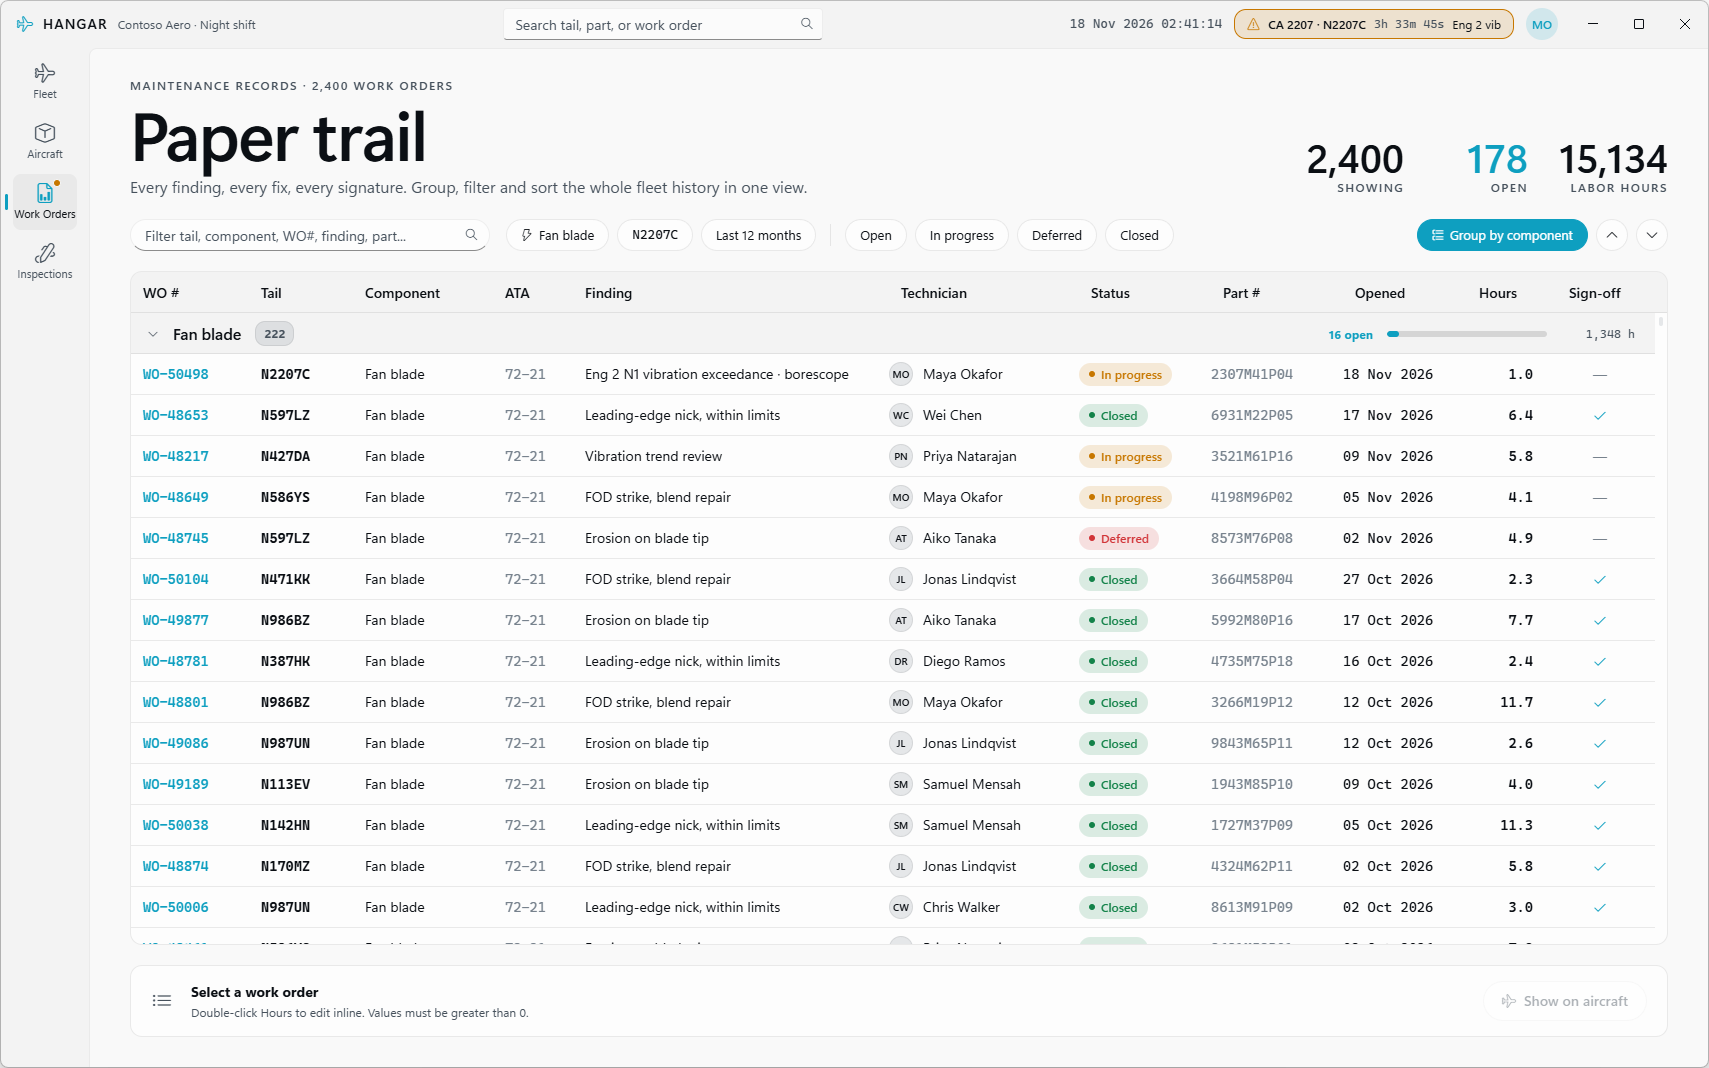 HANGAR Contoso Aero · Night shift
Search tail, part, or work order
18 Nov 2026 02:41:14
CA 2207 · N2207C 3h 33m 45s Eng 2 vib
MO
Fleet
Aircraft
Work Orders
Inspections
MAINTENANCE RECORDS · 2,400 WORK ORDERS
Paper trail
Every finding, every fix, every signature. Group, filter and sort the whole fleet history in one view.
2,400 178 15,134
SHOWING OPEN LABOR HOURS
Filter tail, component, WO#, finding, part...
Fan blade N2207C Last 12 months Open In progress Deferred Closed Group by component
WO # Tail Component ATA Finding Technician Status Part # Opened Hours Sign-off
Fan blade 222 16 open 1,348 h
WO-50498 N2207C Fan blade 72-21 Eng 2 N1 vibration exceedance · borescope MO Maya Okafor In progress 2307M41P04 18 Nov 2026 1.0 —
WO-48653 N597LZ Fan blade 72-21 Leading-edge nick, within limits WC Wei Chen Closed 6931M22P05 17 Nov 2026 6.4
WO-48217 N427DA Fan blade 72-21 Vibration trend review PN Priya Natarajan In progress 3521M61P16 09 Nov 2026 5.8 —
WO-48649 N586YS Fan blade 72-21 FOD strike, blend repair MO Maya Okafor In progress 4198M96P02 05 Nov 2026 4.1 —
WO-48745 N597LZ Fan blade 72-21 Erosion on blade tip AT Aiko Tanaka Deferred 8573M76P08 02 Nov 2026 4.9 —
WO-50104 N471KK Fan blade 72-21 FOD strike, blend repair JL Jonas Lindqvist Closed 3664M58P04 27 Oct 2026 2.3
WO-49877 N986BZ Fan blade 72-21 Erosion on blade tip AT Aiko Tanaka Closed 5992M80P16 17 Oct 2026 7.7
WO-48781 N387HK Fan blade 72-21 Leading-edge nick, within limits DR Diego Ramos Closed 4735M75P18 16 Oct 2026 2.4
WO-48801 N986BZ Fan blade 72-21 FOD strike, blend repair MO Maya Okafor Closed 3266M19P12 12 Oct 2026 11.7
WO-49086 N987UN Fan blade 72-21 Erosion on blade tip JL Jonas Lindqvist Closed 9843M65P11 12 Oct 2026 2.6
WO-49189 N113EV Fan blade 72-21 Erosion on blade tip SM Samuel Mensah Closed 1943M85P10 09 Oct 2026 4.0
WO-50038 N142HN Fan blade 72-21 Leading-edge nick, within limits SM Samuel Mensah Closed 1727M37P09 05 Oct 2026 11.3
WO-48874 N170MZ Fan blade 72-21 FOD strike, blend repair JL Jonas Lindqvist Closed 4324M62P11 02 Oct 2026 5.8
WO-50006 N987UN Fan blade 72-21 Leading-edge nick, within limits CW Chris Walker Closed 8613M91P09 02 Oct 2026 3.0
Select a work order
Double-click Hours to edit inline. Values must be greater than 0.
Show on aircraft